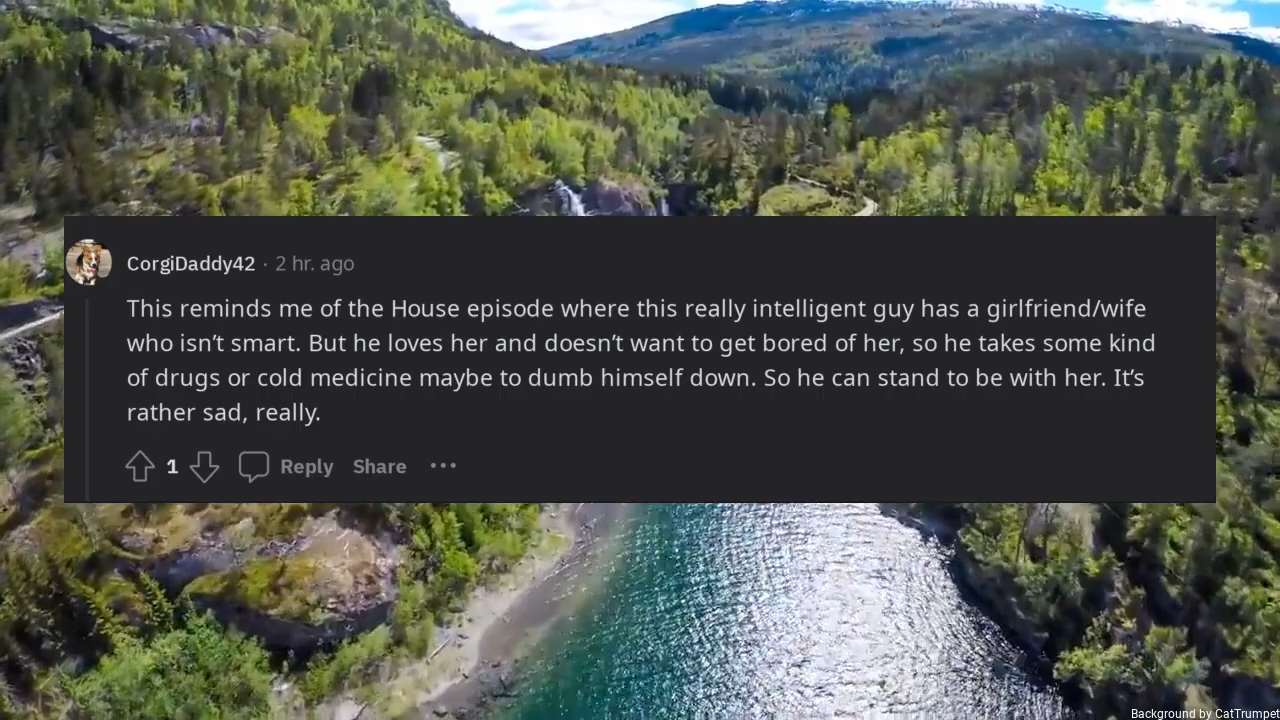 CorgiDaddy42 · 2 hr. ago
This reminds me of the House episode where this really intelligent guy has a girlfriend/wife
who isn’t smart. But he loves her and doesn’t want to get bored of her, so he takes some kind
of drugs or cold medicine maybe to dumb himself down. So he can stand to be with her. It’s
rather sad, really.
1 Reply Share ···
Background by CatTrumpet